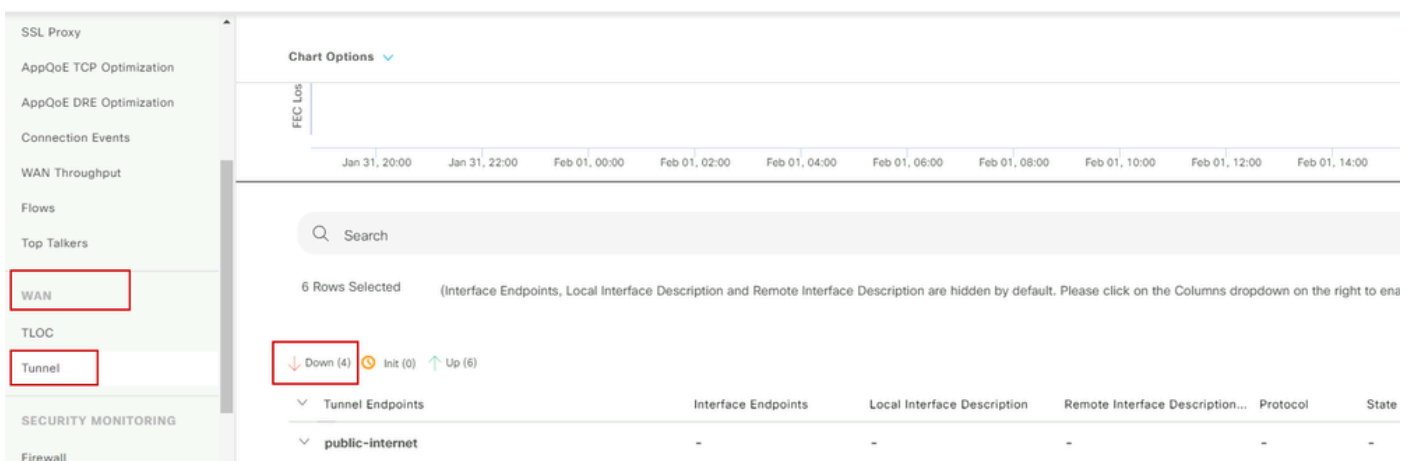 SSL Proxy
AppQoE TCP Optimization
AppQoE DRE Optimization
Connection Events
WAN Throughput
Flows
Top Talkers
WAN
TLOC
Tunnel
SECURITY MONITORING
Firewall
Chart Options
FEC Los
Jan 31, 20:00 Jan 31, 22:00 Feb 01, 00:00 Feb 01, 02:00 Feb 01, 04:00 Feb 01, 06:00 Feb 01, 08:00 Feb 01, 10:00 Feb 01, 12:00 Feb 01, 14:00
Search
6 Rows Selected (Interface Endpoints, Local Interface Description and Remote Interface Description are hidden by default. Please click on the Columns dropdown on the right to ena
Down (4) Init (0) Up (6)
Tunnel Endpoints Interface Endpoints Local Interface Description Remote Interface Description... Protocol State
public-internet - - - - -